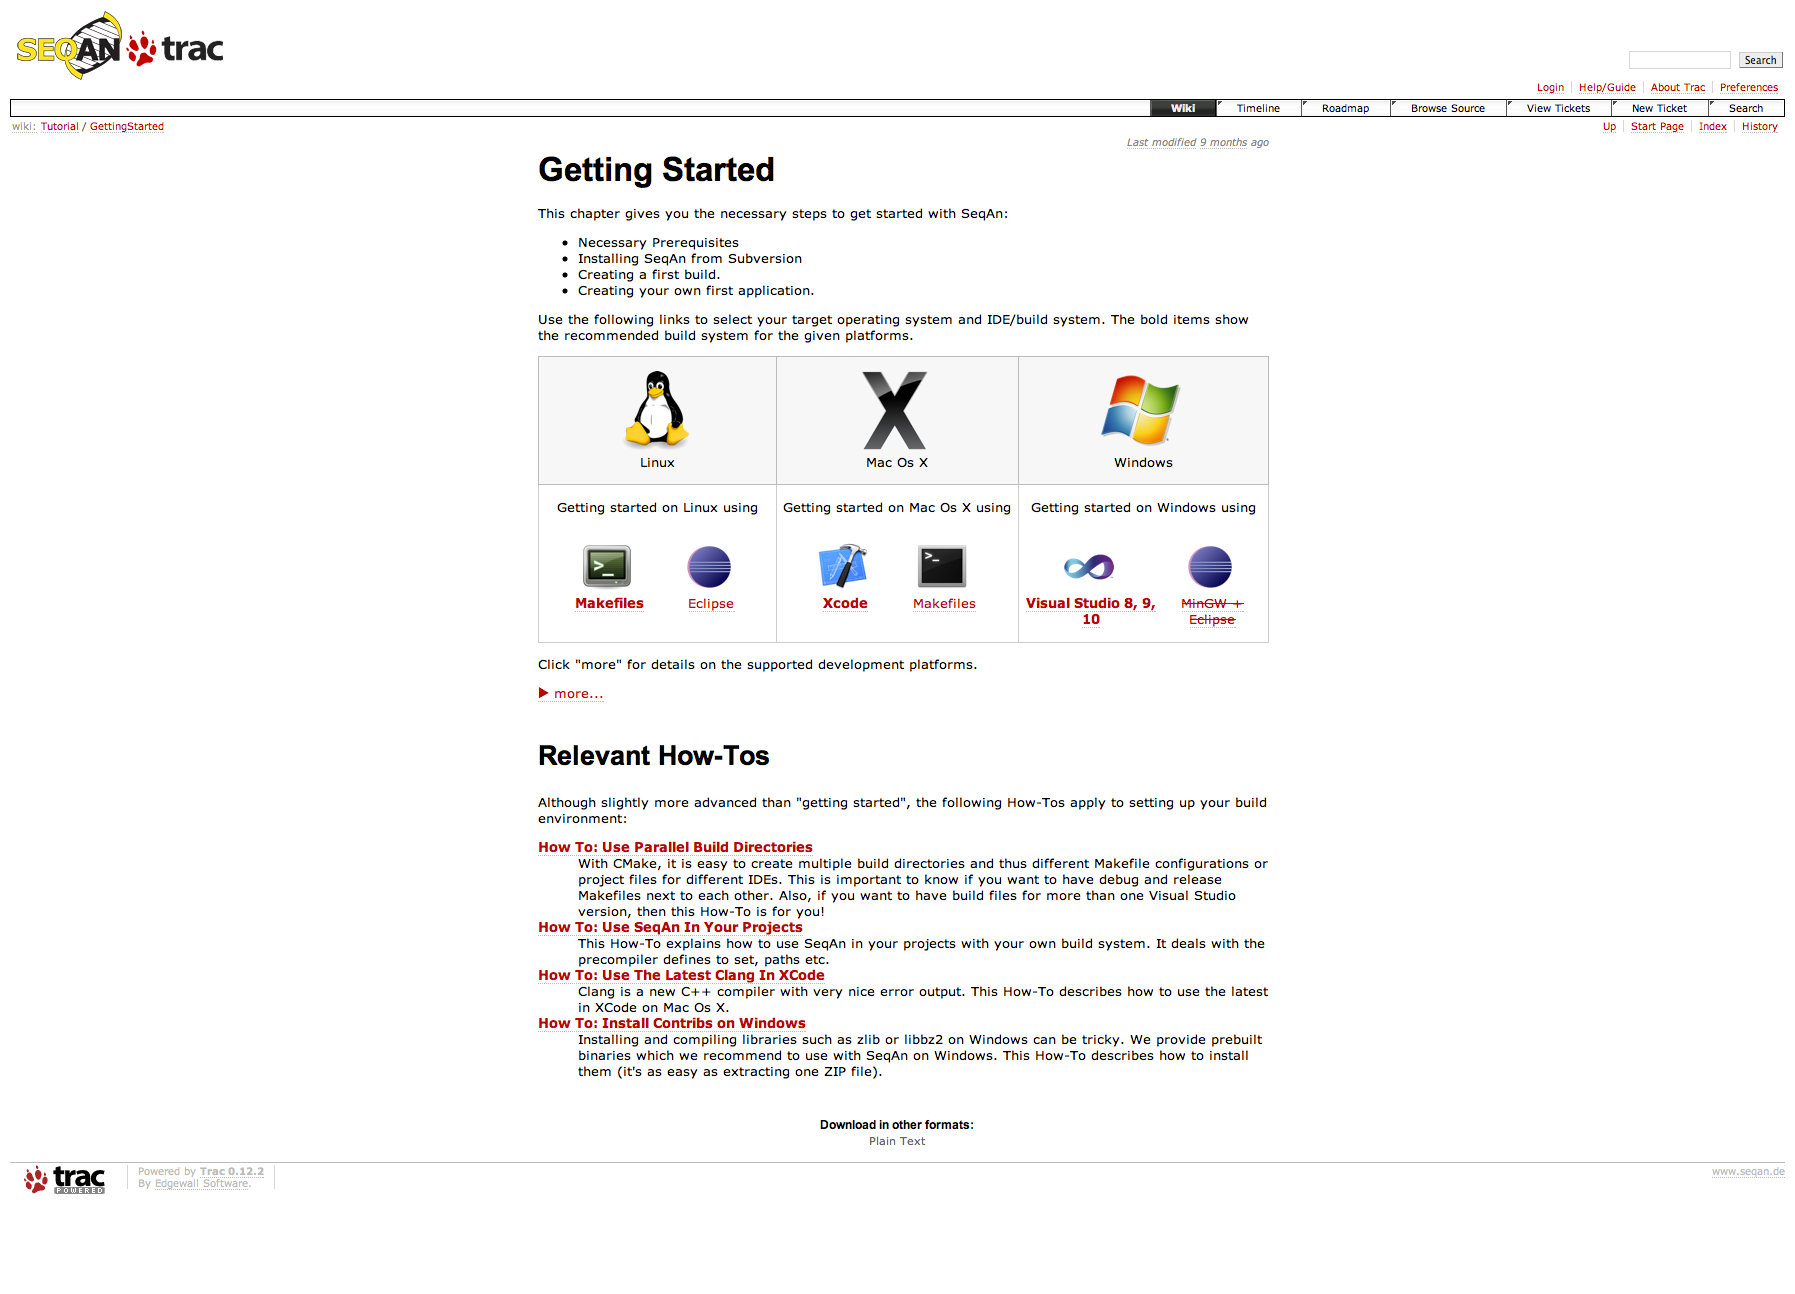 SEQAN trac
Search
Login Help/Guide About Trac Preferences
Wiki Timeline Roadmap Browse Source View Tickets New Ticket Search
wiki: Tutorial / GettingStarted
Up Start Page Index History
Last modified 9 months ago
Getting Started
This chapter gives you the necessary steps to get started with SeqAn:
• Necessary Prerequisites
• Installing SeqAn from Subversion
• Creating a first build.
• Creating your own first application.
Use the following links to select your target operating system and IDE/build system. The bold items show
the recommended build system for the given platforms.
Linux Mac Os X Windows
Getting started on Linux using Getting started on Mac Os X using Getting started on Windows using
Makefiles Eclipse Xcode Makefiles Visual Studio 8, 9, MinGW +
10 Eclipse
Click "more" for details on the supported development platforms.
more...
Relevant How-Tos
Although slightly more advanced than "getting started", the following How-Tos apply to setting up your build
environment:
How To: Use Parallel Build Directories
With CMake, it is easy to create multiple build directories and thus different Makefile configurations or
project files for different IDEs. This is important to know if you want to have debug and release
Makefiles next to each other. Also, if you want to have build files for more than one Visual Studio
version, then this How-To is for you!
How To: Use SeqAn In Your Projects
This How-To explains how to use SeqAn in your projects with your own build system. It deals with the
precompiler defines to set, paths etc.
How To: Use The Latest Clang In XCode
Clang is a new C++ compiler with very nice error output. This How-To describes how to use the latest
in XCode on Mac Os X.
How To: Install Contribs on Windows
Installing and compiling libraries such as zlib or libbz2 on Windows can be tricky. We provide prebuilt
binaries which we recommend to use with SeqAn on Windows. This How-To describes how to install
them (it's as easy as extracting one ZIP file).
Download in other formats:
Plain Text
trac POWERED
Powered by Trac 0.12.2
By Edgewall Software.
www.seqan.de